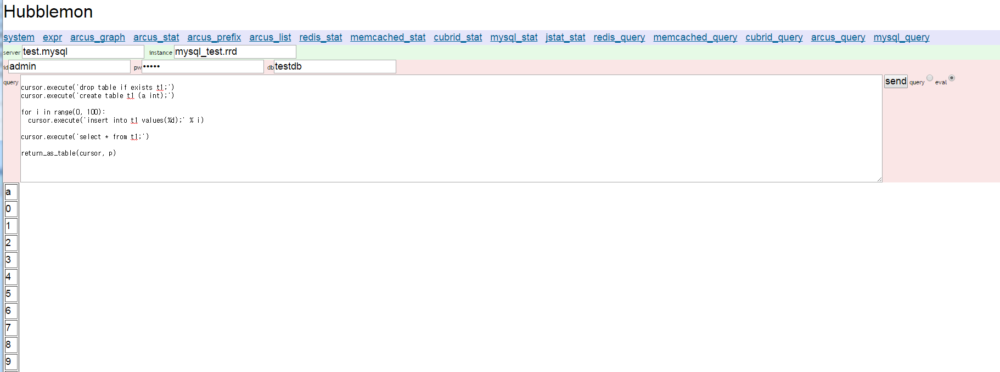 Hubblemon
system expr arcus_graph arcus_stat arcus_prefix arcus_list redis_stat memcached_stat cubrid_stat mysql_stat jstat_stat redis_query memcached_query cubrid_query arcus_query mysql_query
server test.mysql instance mysql_test.rrd
id admin pw ••••• db testdb
query send query eval
cursor.execute('drop table if exists t1;')
cursor.execute('create table t1 (a int);')
for i in range(0, 100):
cursor.execute('insert into t1 values(%d);' % i)
cursor.execute('select * from t1;')
return_as_table(cursor, p)
a
0
1
2
3
4
5
6
7
8
9